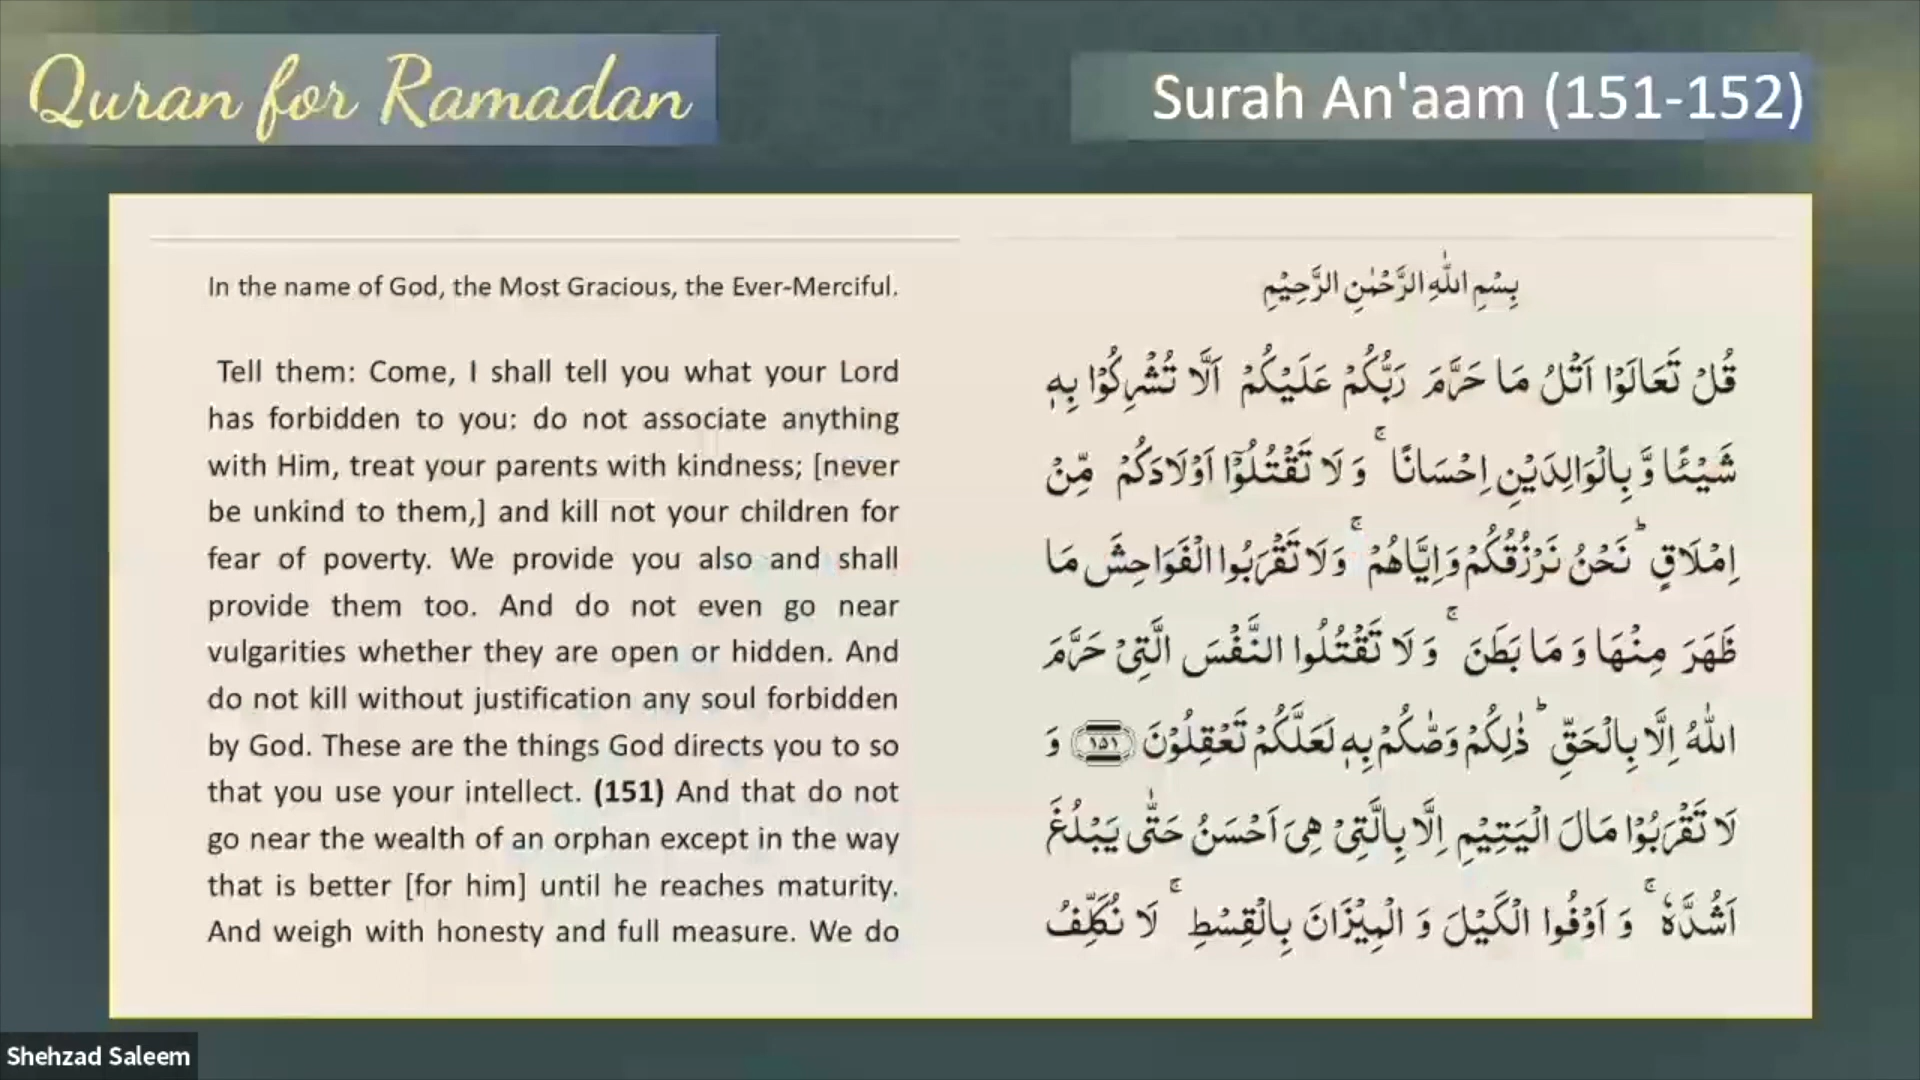 Quran for Ramadan
Surah An'aam (151-152)
In the name of God, the Most Gracious, the Ever-Merciful.
Tell them: Come, I shall tell you what your Lord
has forbidden to you: do not associate anything
with Him, treat your parents with kindness; [never
be unkind to them,] and kill not your children for
fear of poverty. We provide you also and shall
provide them too. And do not even go near
vulgarities whether they are open or hidden. And
do not kill without justification any soul forbidden
by God. These are the things God directs you to so
that you use your intellect. (151) And that do not
go near the wealth of an orphan except in the way
that is better [for him] until he reaches maturity.
And weigh with honesty and full measure. We do
بِسْمِ اللّٰهِ الرَّحْمٰنِ الرَّحِيْمِ
قُلْ تَعَالَوْا اَتْلُ مَا حَرَّمَ رَبُّكُمْ عَلَيْكُمْ اَلَّا تُشْرِكُوْا بِهٖ
شَيْـًٔا وَّ بِالْوَالِدَيْنِ اِحْسَانًا ۚ وَ لَا تَقْتُلُوْۤا اَوْلَادَكُمْ مِّنْ
اِمْلَاقٍ ؕ نَحْنُ نَرْزُقُكُمْ وَ اِيَّاهُمْ ۚ وَ لَا تَقْرَبُوا الْفَوَاحِشَ مَا
ظَهَرَ مِنْهَا وَ مَا بَطَنَ ۚ وَ لَا تَقْتُلُوا النَّفْسَ الَّتِيْ حَرَّمَ
اللّٰهُ اِلَّا بِالْحَقِّ ؕ ذٰلِكُمْ وَصّٰىكُمْ بِهٖ لَعَلَّكُمْ تَعْقِلُوْنَ ۱۵۱ وَ
لَا تَقْرَبُوْا مَالَ الْيَتِيْمِ اِلَّا بِالَّتِيْ هِيَ اَحْسَنُ حَتّٰى يَبْلُغَ
اَشُدَّهٗ ۚ وَ اَوْفُوا الْكَيْلَ وَ الْمِيْزَانَ بِالْقِسْطِ ۚ لَا نُكَلِّفُ
Shehzad Saleem